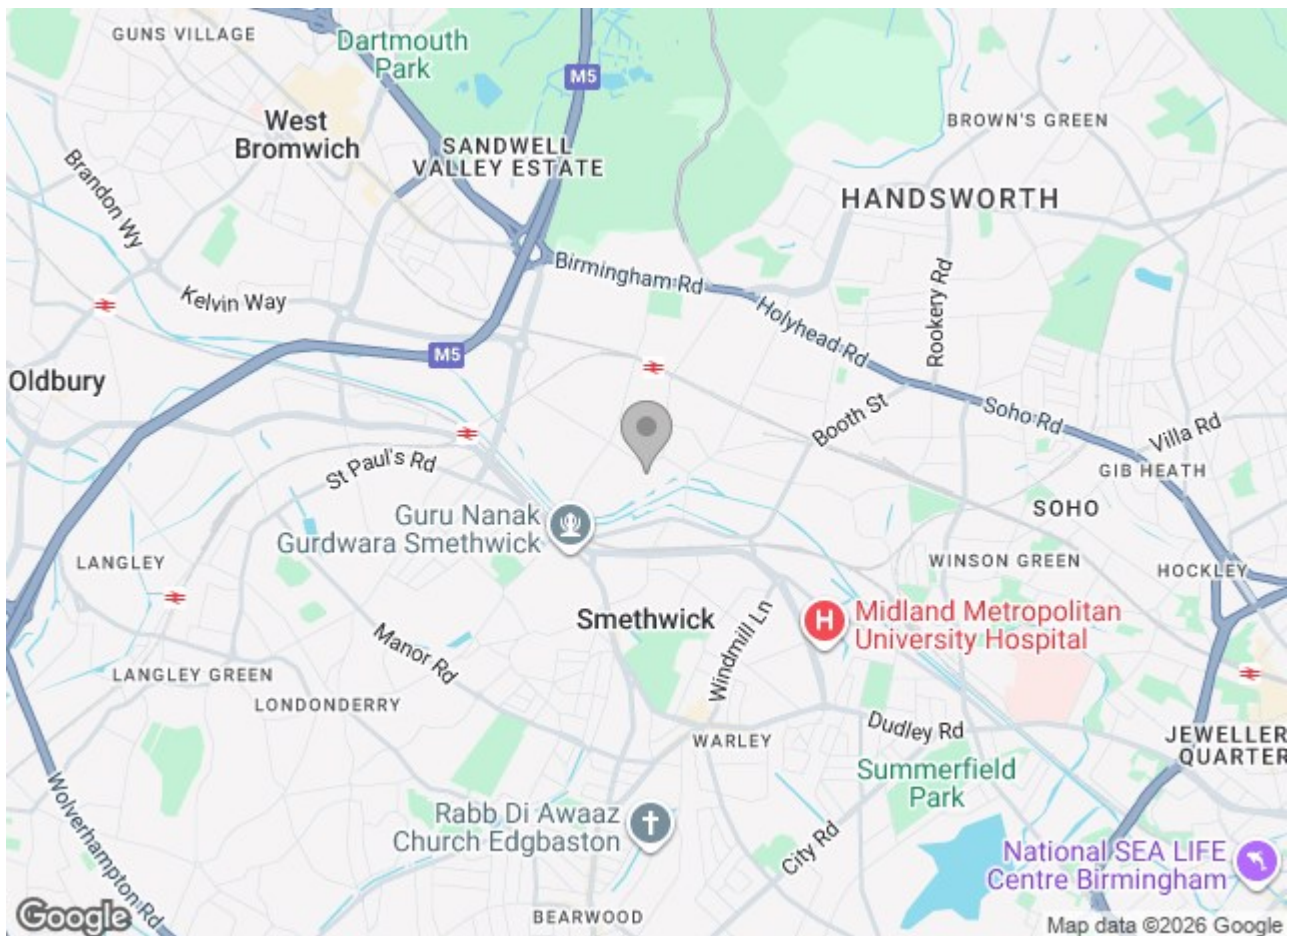 GUNS VILLAGE
Dartmouth
Park
M5
West
Bromwich
SANDWELL
VALLEY ESTATE
BROWN'S GREEN
HANDSWORTH
Brandon Wy
Birmingham Rd
Kelvin Way
Rookery Rd
Holyhead Rd
M5
Oldbury
Booth St
Soho Rd
Villa Rd
St Paul's Rd
GIB HEATH
SOHO
Guru Nanak
Gurdwara Smethwick
LANGLEY
WINSON GREEN
HOCKLEY
Smethwick
H
Midland Metropolitan
University Hospital
Windmill Ln
Manor Rd
LANGLEY GREEN
LONDONDERRY
Dudley Rd
WARLEY
JEWELLER
QUARTER
Summerfield
Park
Wolverhampton Rd
Rabb Di Awaaz
Church Edgbaston
City Rd
National SEA LIFE
Centre Birmingham
BEARWOOD
Google
Map data ©2026 Google